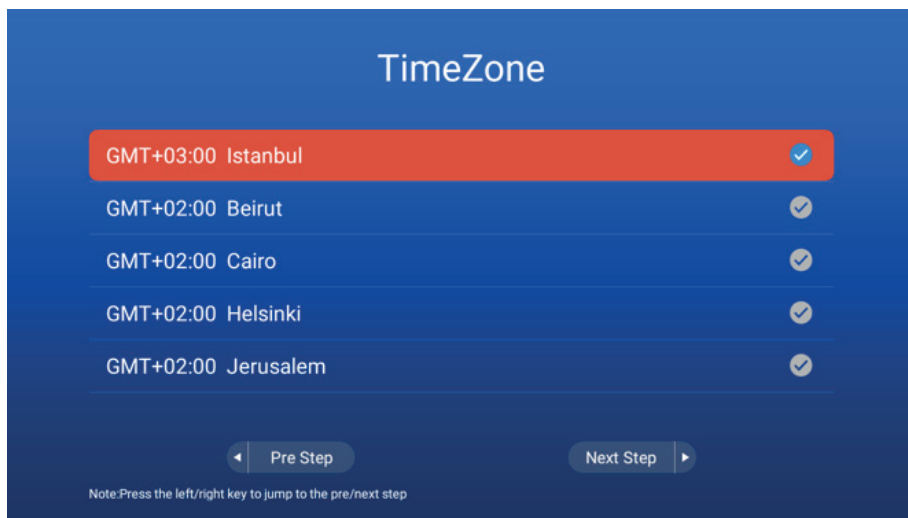 TimeZone
GMT+03:00 Istanbul
GMT+02:00 Beirut
GMT+02:00 Cairo
GMT+02:00 Helsinki
GMT+02:00 Jerusalem
Pre Step Next Step
Note:Press the left/right key to jump to the pre/next step